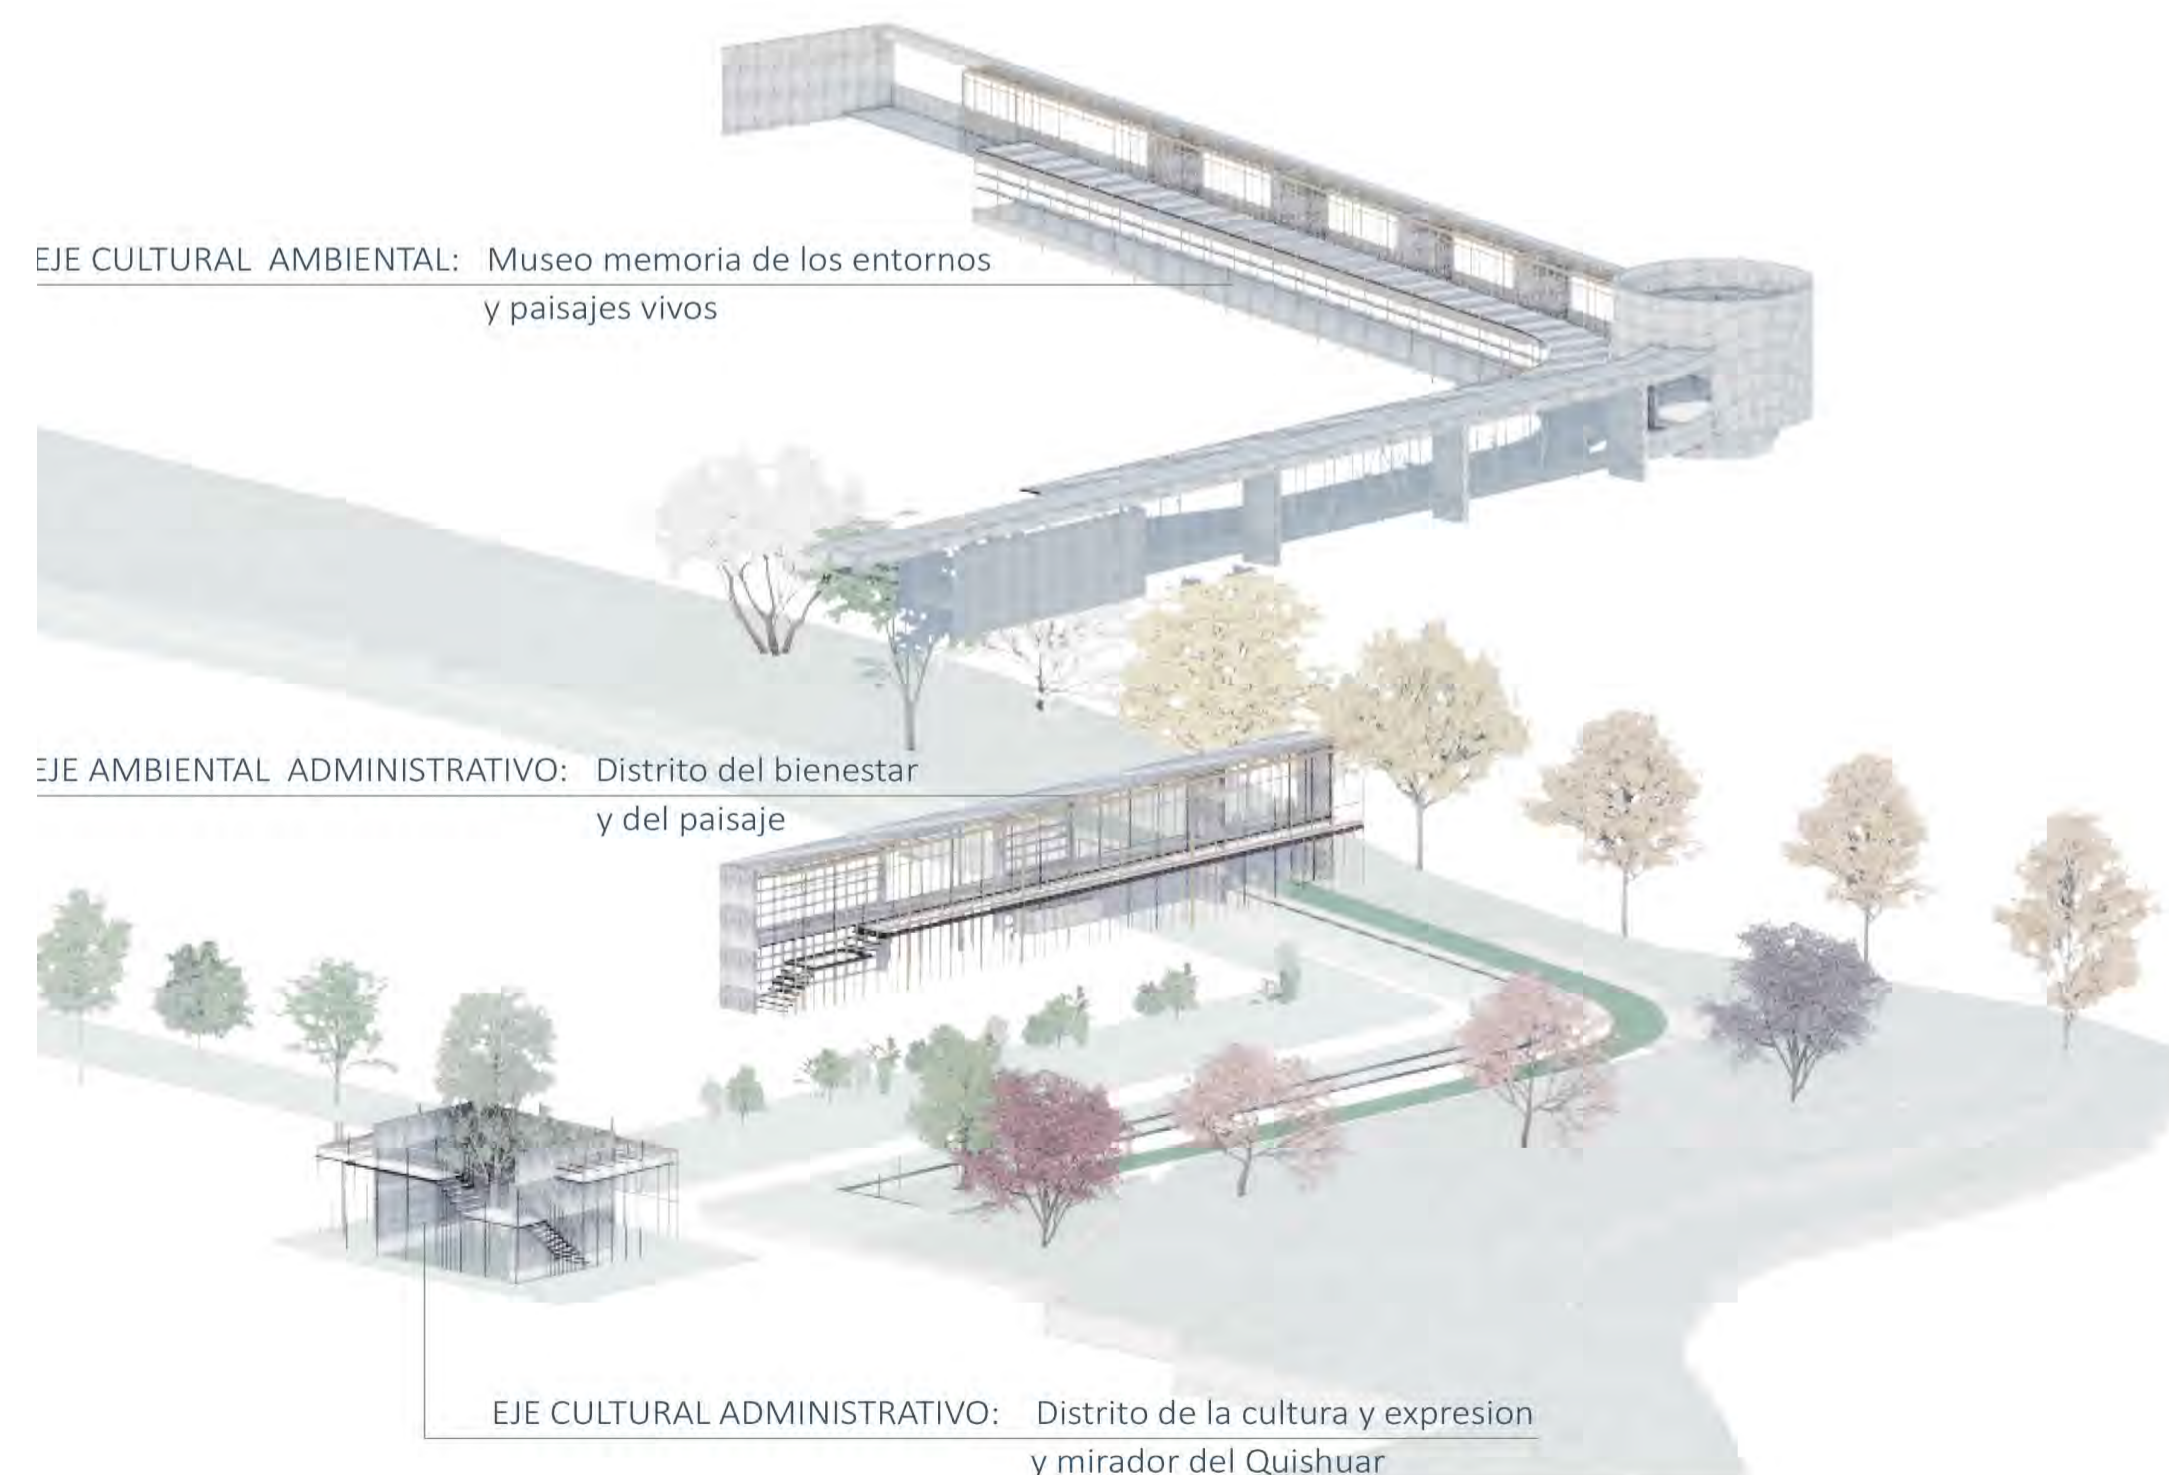 EJE CULTURAL AMBIENTAL: Museo memoria de los entornos
y paisajes vivos
EJE AMBIENTAL ADMINISTRATIVO: Distrito del bienestar
y del paisaje
EJE CULTURAL ADMINISTRATIVO: Distrito de la cultura y expresion
y mirador del Quishuar